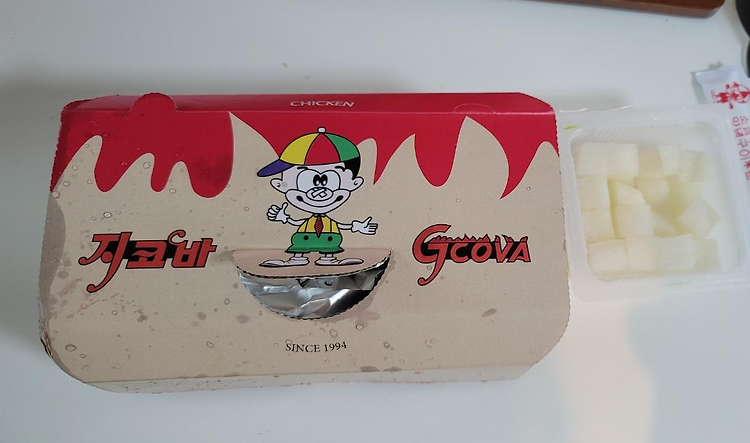 CHICKEN
지코바
GCOVA
SINCE 1994